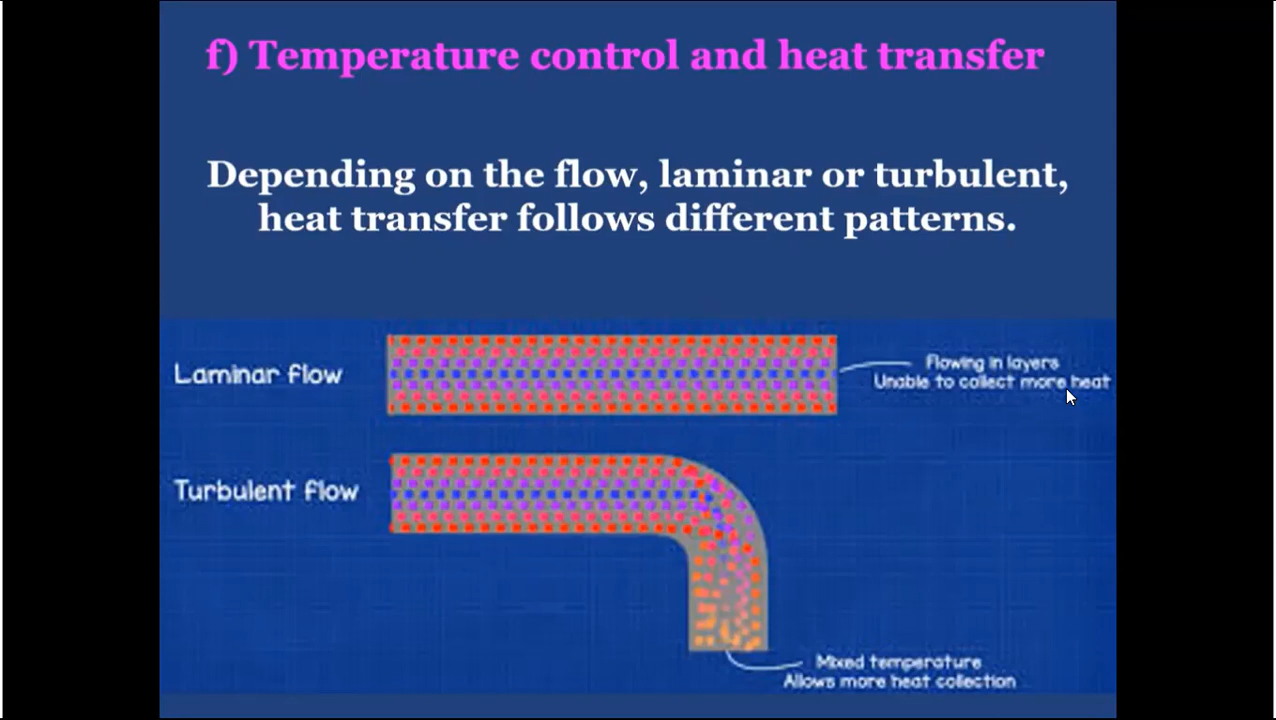 f) Temperature control and heat transfer
Depending on the flow, laminar or turbulent,
heat transfer follows different patterns.
Laminar flow
Flowing in layers
Unable to collect more heat
Turbulent flow
Mixed temperature
Allows more heat collection